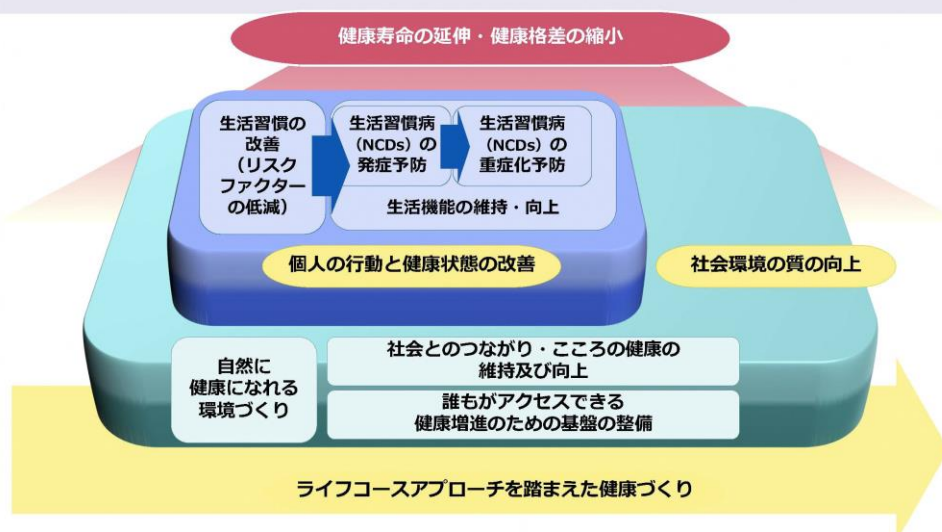 健康寿命の延伸・健康格差の縮小
生活習慣の
改善
（リスク
ファクター
の低減）
生活習慣病
（NCDs）の
発症予防
生活習慣病
（NCDs）の
重症化予防
生活機能の維持・向上
個人の行動と健康状態の改善
社会環境の質の向上
自然に
健康になれる
環境づくり
社会とのつながり・こころの健康の
維持及び向上
誰もがアクセスできる
健康増進のための基盤の整備
ライフコースアプローチを踏まえた健康づくり